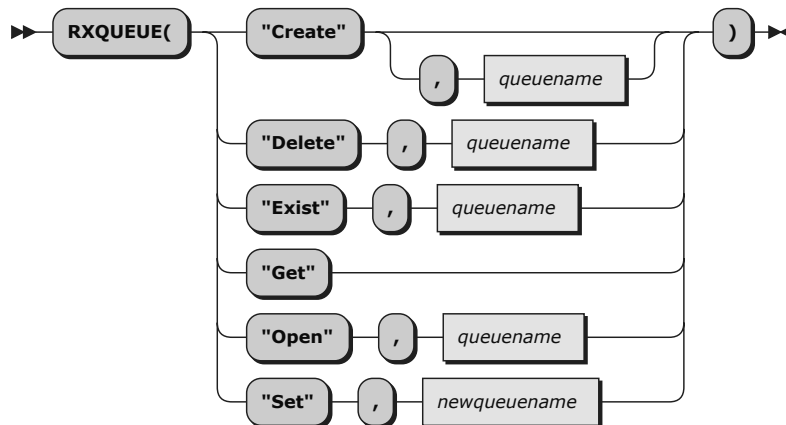 RXQUEUE( "Create" )
, queuename
"Delete" , queuename
"Exist" , queuename
"Get"
"Open" , queuename
"Set" , newqueuename